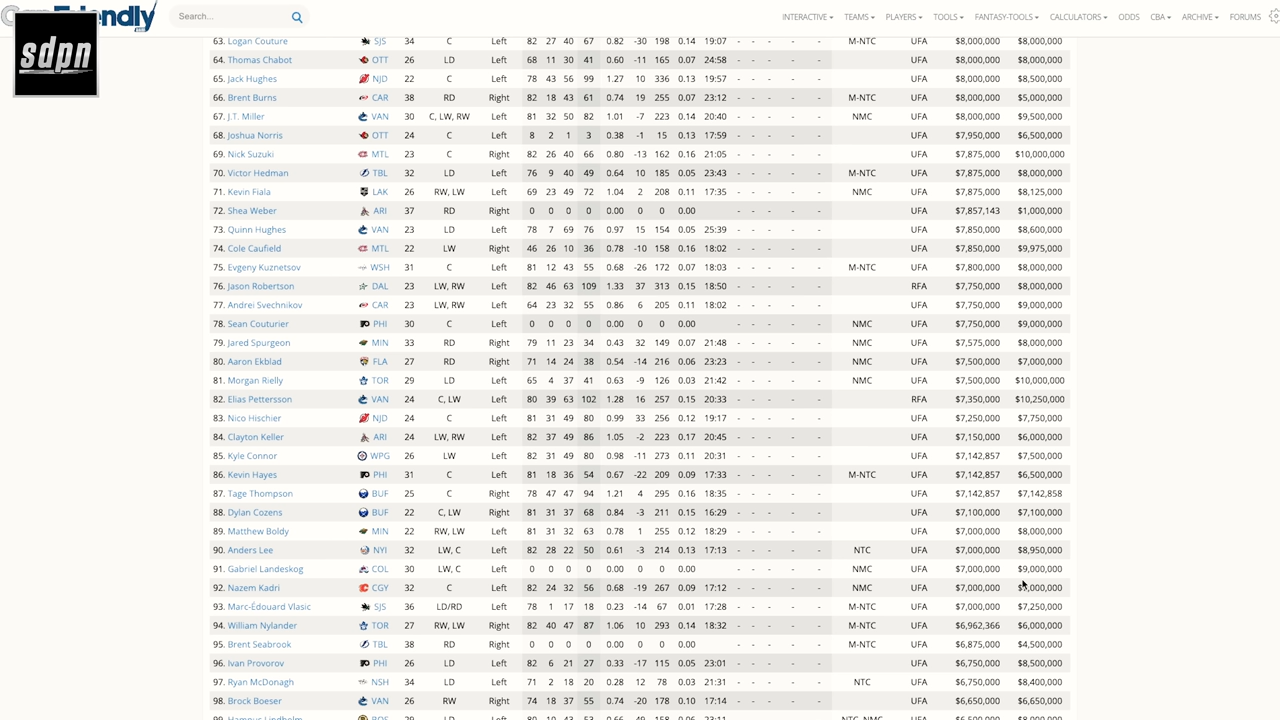 Friendly Search... INTERACTIVE TEAMS PLAYERS TOOLS FANTASY-TOOLS CALCULATORS ODDS CBA ARCHIVE FORUMS
sdpn
63. Logan Couture SJS 34 C Left 82 27 40 67 0.82 -30 198 0.14 19:07 - - - - M-NTC UFA $8,000,000 $8,000,000
64. Thomas Chabot OTT 26 LD Left 68 11 30 41 0.60 -11 165 0.07 24:58 - - - - UFA $8,000,000 $8,000,000
65. Jack Hughes NJD 22 C Left 78 43 56 99 1.27 10 336 0.13 19:57 - - - - UFA $8,000,000 $8,500,000
66. Brent Burns CAR 38 RD Right 82 18 43 61 0.74 19 255 0.07 23:12 - - - - M-NTC UFA $8,000,000 $5,000,000
67. J.T. Miller VAN 30 C, LW, RW Left 81 32 50 82 1.01 -7 223 0.14 20:40 - - - - NMC UFA $8,000,000 $9,500,000
68. Joshua Norris OTT 24 C Left 8 2 1 3 0.38 -1 15 0.13 17:59 - - - - UFA $7,950,000 $6,500,000
69. Nick Suzuki MTL 23 C Right 82 26 40 66 0.80 -13 162 0.16 21:05 - - - - UFA $7,875,000 $10,000,000
70. Victor Hedman TBL 32 LD Left 76 9 40 49 0.64 10 185 0.05 23:43 - - - - M-NTC UFA $7,875,000 $8,000,000
71. Kevin Fiala LAK 26 RW, LW Left 69 23 49 72 1.04 2 208 0.11 17:35 - - - - NMC UFA $7,875,000 $8,125,000
72. Shea Weber ARI 37 RD Right 0 0 0 0 0.00 0 0 0.00 UFA $7,857,143 $1,000,000
73. Quinn Hughes VAN 23 LD Left 78 7 69 76 0.97 15 154 0.05 25:39 - - - - UFA $7,850,000 $8,600,000
74. Cole Caufield MTL 22 LW Right 46 26 10 36 0.78 -10 158 0.16 18:02 - - - - UFA $7,850,000 $9,975,000
75. Evgeny Kuznetsov WSH 31 C Left 81 12 43 55 0.68 -26 172 0.07 18:03 - - - - M-NTC UFA $7,800,000 $8,000,000
76. Jason Robertson DAL 23 LW, RW Left 82 46 63 109 1.33 37 313 0.15 18:50 - - - - RFA $7,750,000 $8,000,000
77. Andrei Svechnikov CAR 23 LW, RW Left 64 23 32 55 0.86 6 205 0.11 18:02 - - - - UFA $7,750,000 $9,000,000
78. Sean Couturier PHI 30 C Left 0 0 0 0 0.00 0 0 0.00 NMC UFA $7,750,000 $9,000,000
79. Jared Spurgeon MIN 33 RD Right 79 11 23 34 0.43 32 149 0.07 21:48 - - - - NMC UFA $7,575,000 $8,000,000
80. Aaron Ekblad FLA 27 RD Right 71 14 24 38 0.54 -14 216 0.06 23:23 - - - - NMC UFA $7,500,000 $7,000,000
81. Morgan Rielly TOR 29 LD Left 65 4 37 41 0.63 -9 126 0.03 21:42 - - - - NMC UFA $7,500,000 $10,000,000
82. Elias Pettersson VAN 24 C, LW Left 80 39 63 102 1.28 16 257 0.15 20:33 - - - - RFA $7,350,000 $10,250,000
83. Nico Hischier NJD 24 C Left 81 31 49 80 0.99 33 256 0.12 19:17 - - - - UFA $7,250,000 $7,750,000
84. Clayton Keller ARI 24 LW, RW Left 82 37 49 86 1.05 -2 223 0.17 20:45 - - - - UFA $7,150,000 $6,000,000
85. Kyle Connor WPG 26 LW Left 82 31 49 80 0.98 -11 273 0.11 20:31 - - - - UFA $7,142,857 $7,500,000
86. Kevin Hayes PHI 31 C Left 81 18 36 54 0.67 -22 209 0.09 17:33 - - - - M-NTC UFA $7,142,857 $6,500,000
87. Tage Thompson BUF 25 C Right 78 47 47 94 1.21 4 295 0.16 18:35 - - - - UFA $7,142,857 $7,142,858
88. Dylan Cozens BUF 22 C, LW Right 81 31 37 68 0.84 -3 211 0.15 16:29 - - - - UFA $7,100,000 $7,100,000
89. Matthew Boldy MIN 22 RW, LW Left 81 31 32 63 0.78 1 255 0.12 18:29 - - - - UFA $7,000,000 $8,000,000
90. Anders Lee NYI 32 LW, C Left 82 28 22 50 0.61 -3 214 0.13 17:13 - - - - NTC UFA $7,000,000 $8,950,000
91. Gabriel Landeskog COL 30 LW, C Left 0 0 0 0 0.00 0 0 0.00 NMC UFA $7,000,000 $9,000,000
92. Nazem Kadri CGY 32 C Left 82 24 32 56 0.68 -19 267 0.09 17:12 - - - - NMC UFA $7,000,000
93. Marc-Édouard Vlasic SJS 36 LD/RD Left 78 1 17 18 0.23 -14 67 0.01 17:28 - - - - M-NTC UFA $7,000,000 $7,250,000
94. William Nylander TOR 27 RW, LW Right 82 40 47 87 1.06 10 293 0.14 18:32 - - - - M-NTC UFA $6,962,366 $6,000,000
95. Brent Seabrook TBL 38 RD Right 0 0 0 0 0.00 0 0 0.00 M-NTC UFA $6,875,000 $4,500,000
96. Ivan Provorov PHI 26 LD Left 82 6 21 27 0.33 -17 115 0.05 23:01 - - - - UFA $6,750,000 $8,500,000
97. Ryan McDonagh NSH 34 LD Left 71 2 18 20 0.28 12 78 0.03 21:31 - - - - NTC UFA $6,750,000 $8,400,000
98. Brock Boeser VAN 26 RW Right 74 18 37 55 0.74 -20 178 0.10 17:14 - - - - UFA $6,650,000 $6,650,000